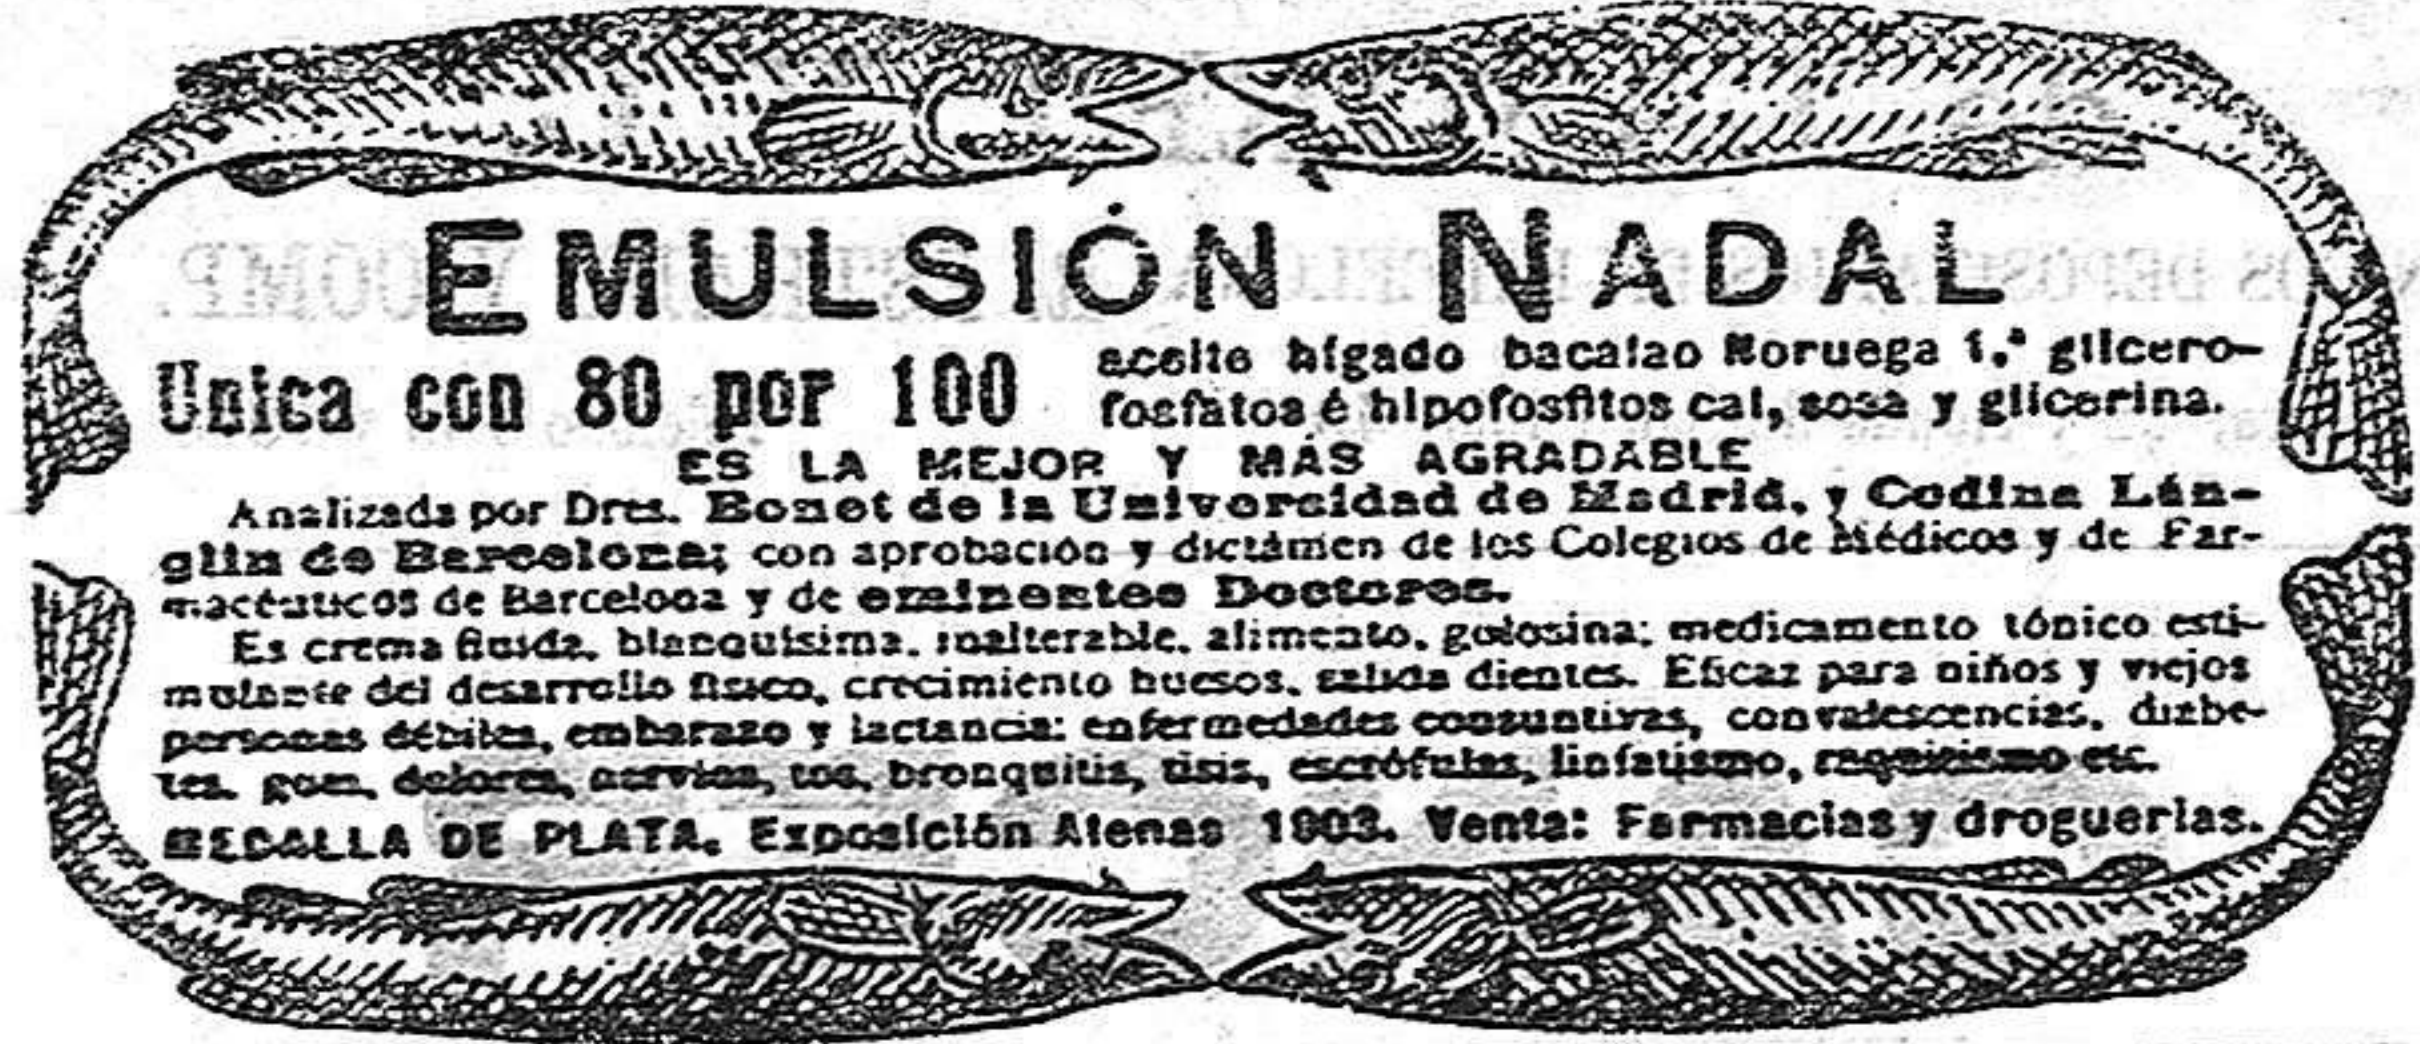 EMULSIÓN NADAL
Unica con 80 por 100 aceite hígado bacalao Noruega 1.ª glicero-
fosfatos é hipofosfitos cal, sosa y glicerina.
ES LA MEJOR Y MÁS AGRADABLE
Analizada por Dres. Bonet de la Universidad de Madrid, y Codina Lán-
glin de Barcelona; con aprobación y dictámen de los Colegios de Médicos y de Far-
macéuticos de Barcelona y de eminentes Doctores.
Es crema fluida, blanquísima, inalterable, alimento, golosina; medicamento tónico esti-
mulante del desarrollo físico, crecimiento huesos, salida dientes. Eficaz para niños y viejos
personas débiles, embarazo y lactancia: enfermedades consuntivas, convalescencias, diabe-
tes, gota, dolores, nervios, tos, bronquitis, tisis, escrófulas, linfatismo, raquitismo etc.
MEDALLA DE PLATA. Exposición Atenas 1903. Venta: Farmacias y droguerías.